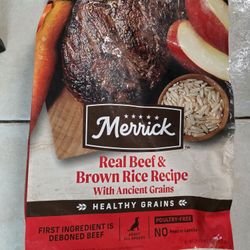 Merrick
Real Beef &
Brown Rice Recipe
With Ancient Grains
HEALTHY GRAINS
FIRST INGREDIENT IS
DEBONED BEEF
ADULT
POULTRY-FREE
NO